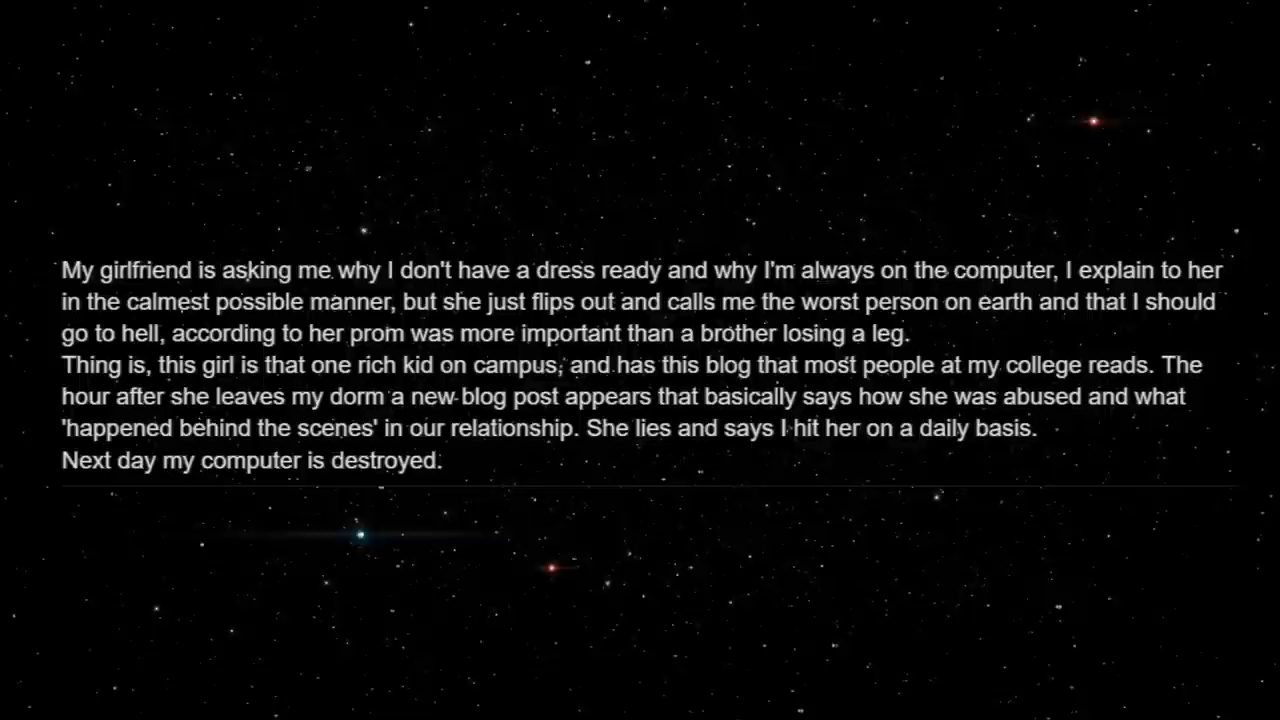 My girlfriend is asking me why I don't have a dress ready and why I'm always on the computer, I explain to her
in the calmest possible manner, but she just flips out and calls me the worst person on earth and that I should
go to hell, according to her prom was more important than a brother losing a leg.
Thing is, this girl is that one rich kid on campus, and has this blog that most people at my college reads. The
hour after she leaves my dorm a new blog post appears that basically says how she was abused and what
'happened behind the scenes' in our relationship. She lies and says I hit her on a daily basis.
Next day my computer is destroyed.